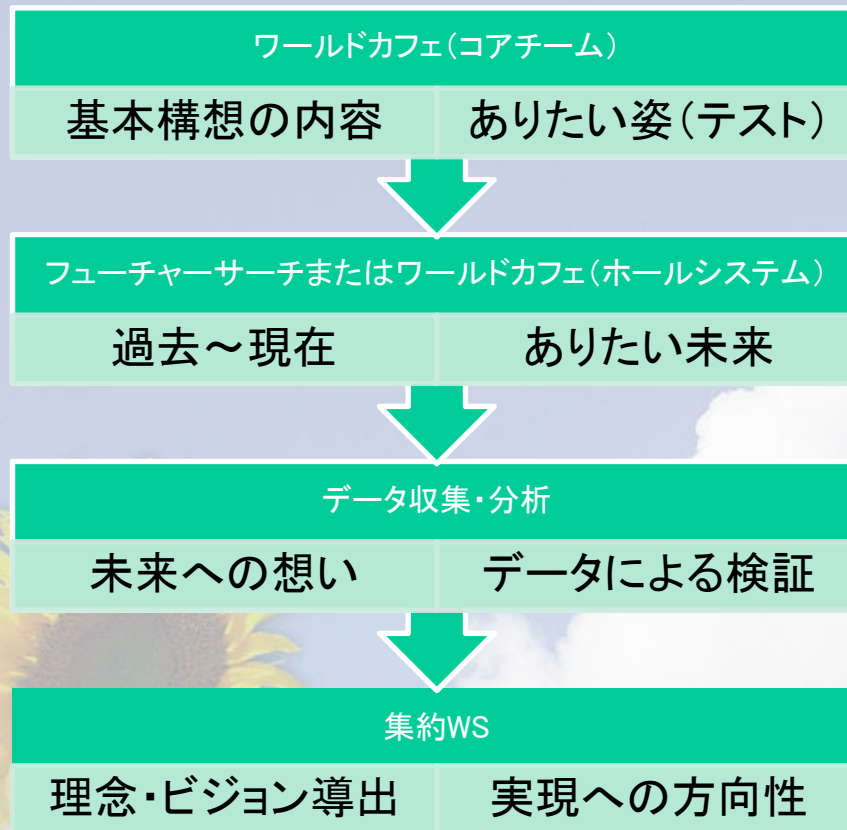 ワールドカフェ(コアチーム)
基本構想の内容
ありたい姿(テスト)
フューチャーサーチまたはワールドカフェ(ホールシステム)
過去~現在
ありたい未来
データ収集・分析
未来への想い
データによる検証
集約WS
理念・ビジョン導出
実現への方向性